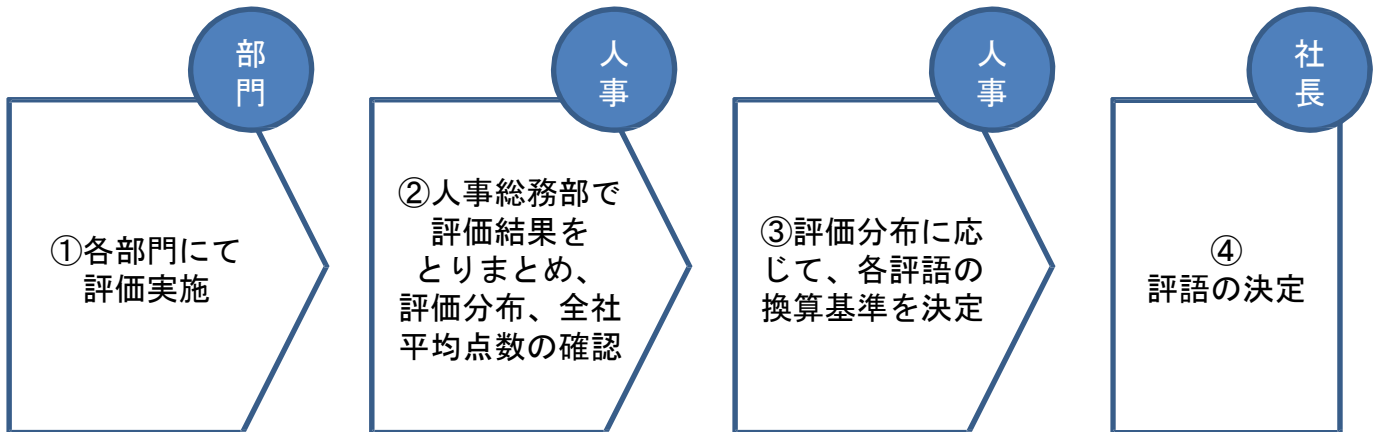 部
門
①各部門にて
評価実施
人
事
②人事総務部で
評価結果を
とりまとめ、
評価分布、全社
平均点数の確認
人
事
③評価分布に応
じて、各評語の
換算基準を決定
社
長
④
評語の決定